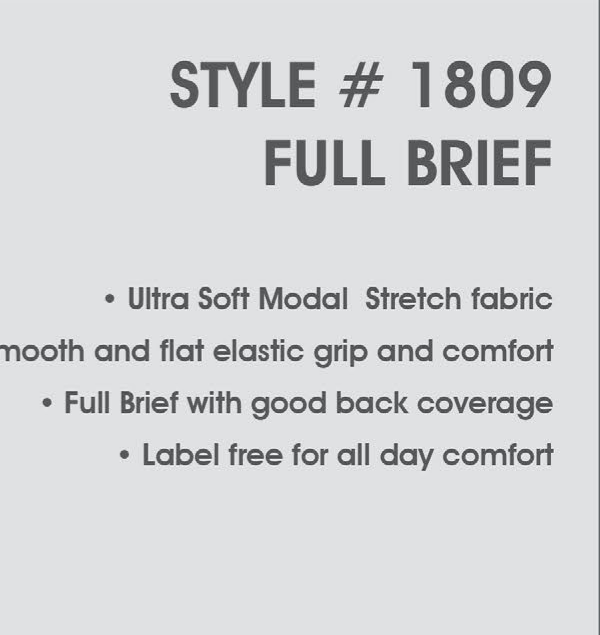 STYLE # 1809
FULL BRIEF
• Ultra Soft Modal  Stretch fabric
mooth and flat elastic grip and comfort
• Full Brief with good back coverage
• Label free for all day comfort